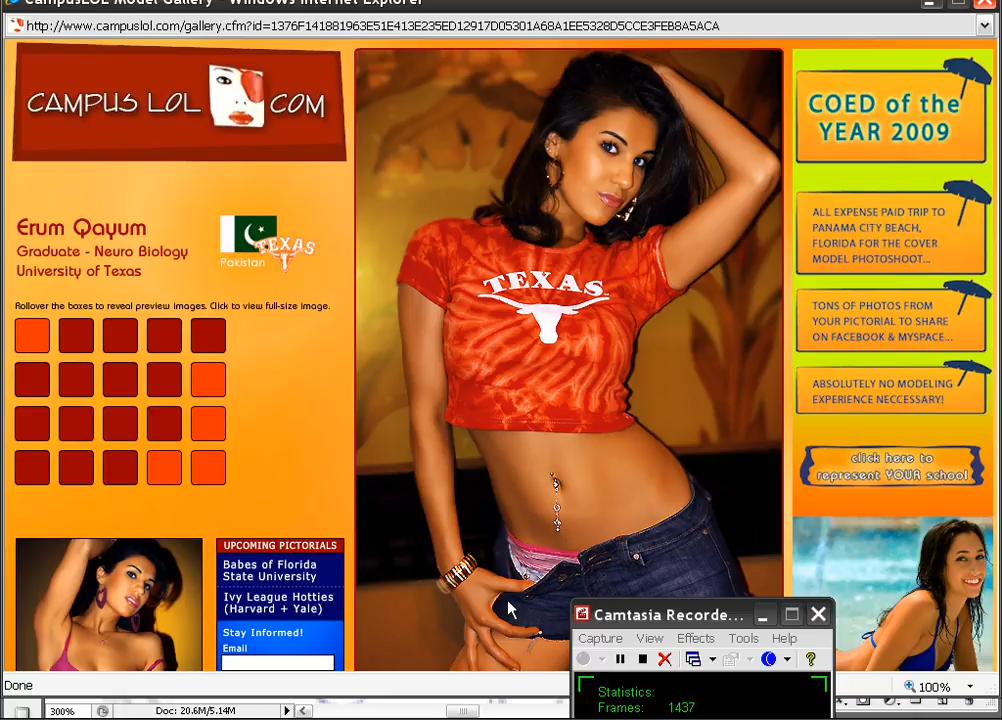 CampusLOL Model Gallery - Windows Internet Explorer
http://www.campuslol.com/gallery.cfm?id=1376F141881963E51E413E235ED12917D05301A68A1EE5328D5CCE3FEB8A5ACA
CAMPUS LOL COM
Erum Qayum
Graduate - Neuro Biology
University of Texas
Pakistan
TEXAS
Rollover the boxes to reveal preview images. Click to view full-size image.
UPCOMING PICTORIALS
Babes of Florida
State University
Ivy League Hotties
(Harvard + Yale)
Stay Informed!
Email
TEXAS
COED of the
YEAR 2009
ALL EXPENSE PAID TRIP TO
PANAMA CITY BEACH,
FLORIDA FOR THE COVER
MODEL PHOTOSHOOT...
TONS OF PHOTOS FROM
YOUR PICTORIAL TO SHARE
ON FACEBOOK & MYSPACE...
ABSOLUTELY NO MODELING
EXPERIENCE NECCESSARY!
click here to
represent YOUR school
Camtasia Recorde...
Capture View Effects Tools Help
Statistics:
Frames: 1437
Done
100%
300%
Doc: 20.6M/5.14M